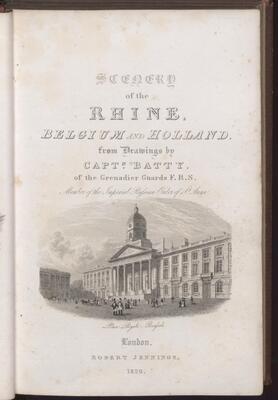 SCENERY
of the
RHINE,
BELGIUM AND HOLLAND.
from Drawings by
CAPTN. BATTY,
of the Grenadier Guards F.R.S.
Member of the Imperial Russian Order of St. Anne
Place Royale Brussels
London.
ROBERT JENNINGS,
1826.